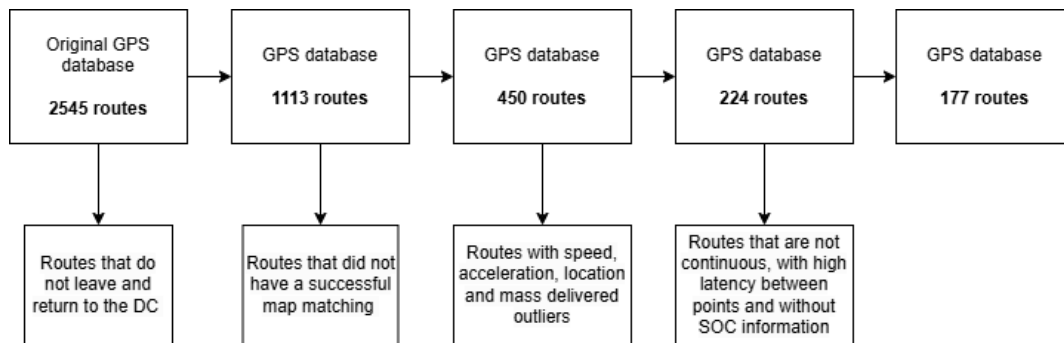 Original GPS
database
2545 routes
GPS database
1113 routes
GPS database
450 routes
GPS database
224 routes
GPS database
177 routes
Routes that do
not leave and
return to the DC
Routes that did not
have a successful
map matching
Routes with speed,
acceleration, location
and mass delivered
outliers
Routes that are not
continuous, with high
latency between
points and without
SOC information